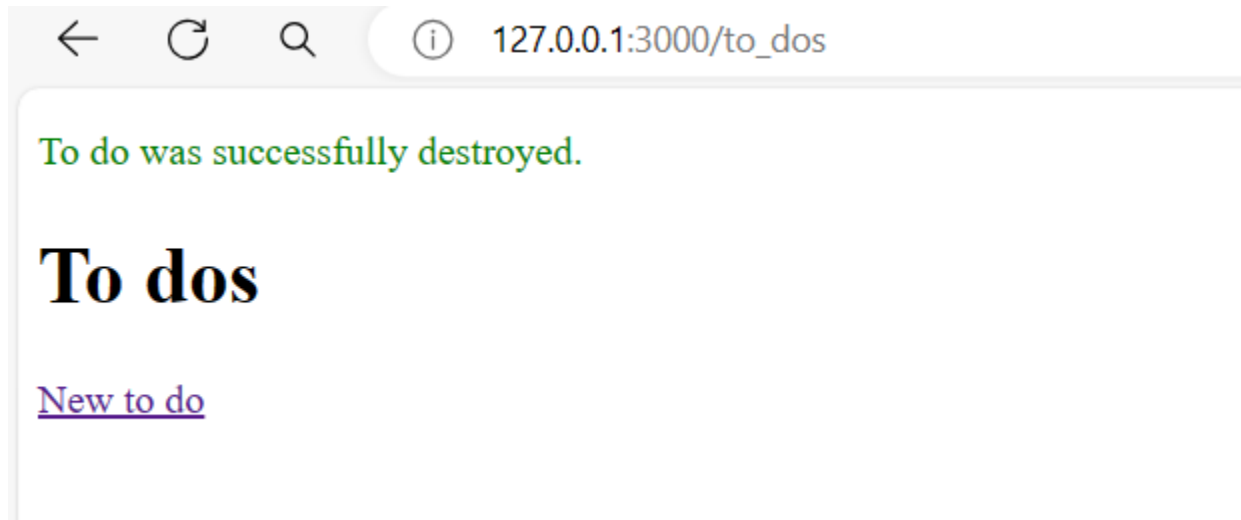 127.0.0.1:3000/to_dos
To do was successfully destroyed.
To dos
New to do